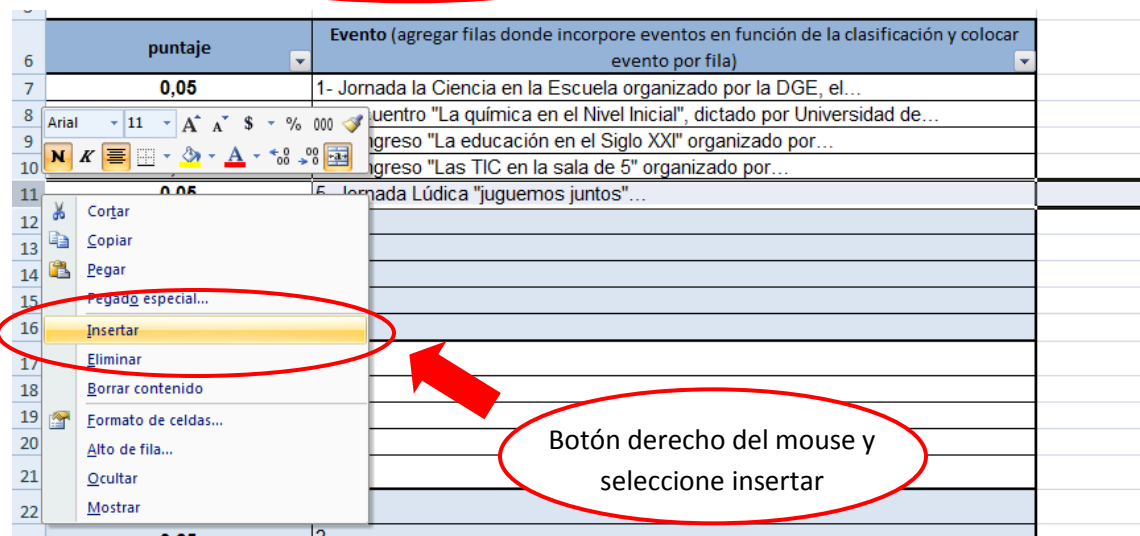 puntaje
Evento (agregar filas donde incorpore eventos en función de la clasificación y colocar
evento por fila)
6
7 0,05 1- Jornada la Ciencia en la Escuela organizado por la DGE, el…
8 uentro "La química en el Nivel Inicial", dictado por Universidad de…
9 ngreso "La educación en el Siglo XXI" organizado por…
10 ngreso "Las TIC en la sala de 5" organizado por…
11 0,05 5- Jornada Lúdica "juguemos juntos"…
Arial 11 A A $ % 000
N K A
12
13
14
15
16
17
18
19
20
21
22
Cortar
Copiar
Pegar
Pegado especial...
Insertar
Eliminar
Borrar contenido
Formato de celdas...
Alto de fila...
Ocultar
Mostrar
Botón derecho del mouse y
seleccione insertar